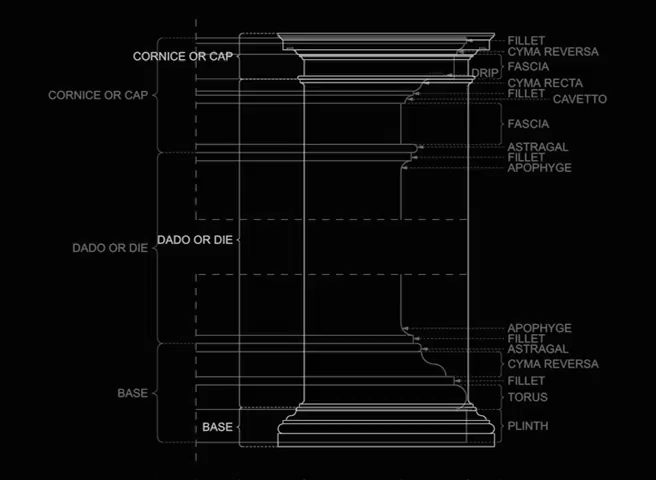 FILLET
CYMA REVERSA
CORNICE OR CAP
FASCIA
DRIP
CYMA RECTA
CORNICE OR CAP
FILLET
CAVETTO
FASCIA
ASTRAGAL
FILLET
APOPHYGE
DADO OR DIE
DADO OR DIE
APOPHYGE
FILLET
ASTRAGAL
CYMA REVERSA
FILLET
BASE
TORUS
BASE
PLINTH